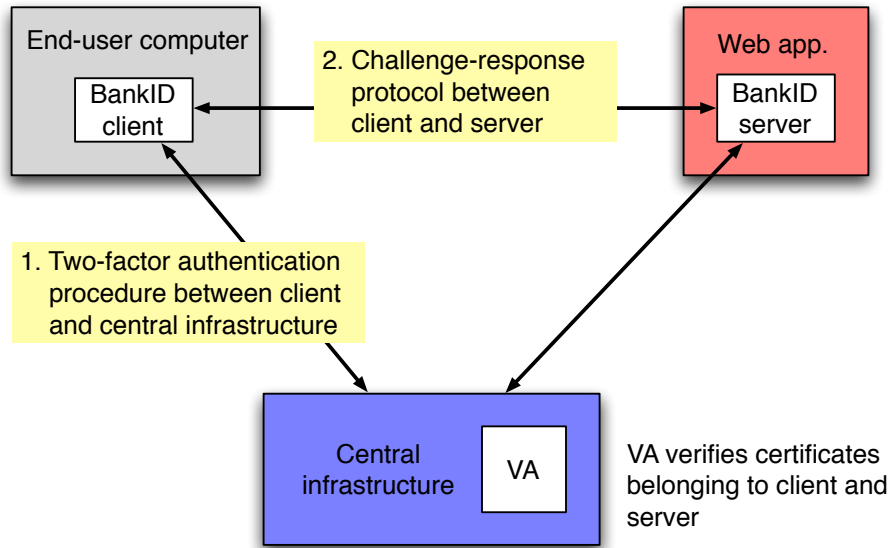 End-user computer
BankID
client
2. Challenge-response
protocol between
client and server
Web app.
BankID
server
1. Two-factor authentication
procedure between client
and central infrastructure
Central
infrastructure
VA
VA verifies certificates
belonging to client and
server